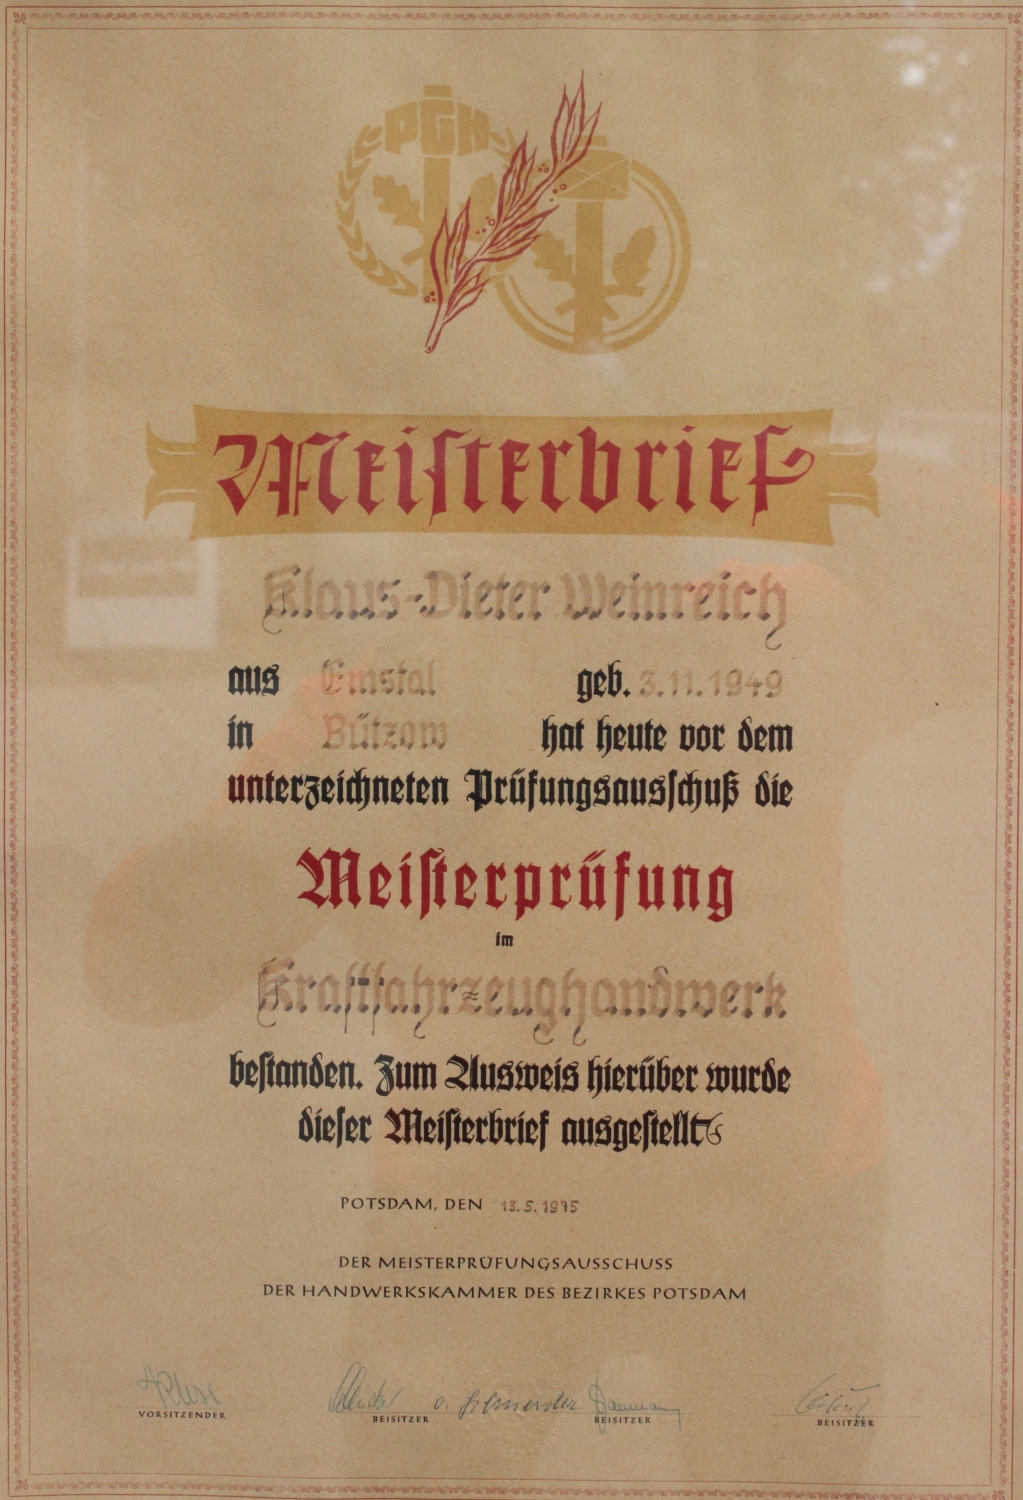 PGH
Meisterbrief
Klaus-Dieter Weinreich
aus Emstal geb. 3.11.1949
in Bützow hat heute vor dem
unterzeichneten Prüfungsausschuß die
Meisterprüfung
im
Kraftfahrzeughandwerk
bestanden. Zum Ausweis hierüber wurde
dieser Meisterbrief ausgestellt
POTSDAM, DEN 13.5.1975
DER MEISTERPRÜFUNGSAUSSCHUSS
DER HANDWERKSKAMMER DES BEZIRKES POTSDAM
VORSITZENDER BEISITZER BEISITZER BEISITZER